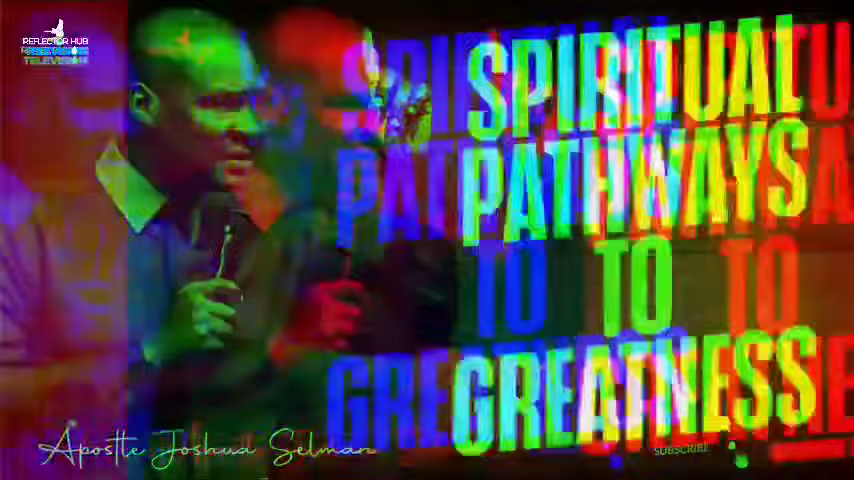 REFLECTOR HUB
TELEVISION
SPIRITUAL
PATHWAYS
TO
GREATNESS
Apostle Joshua Selman
SUBSCRIBE